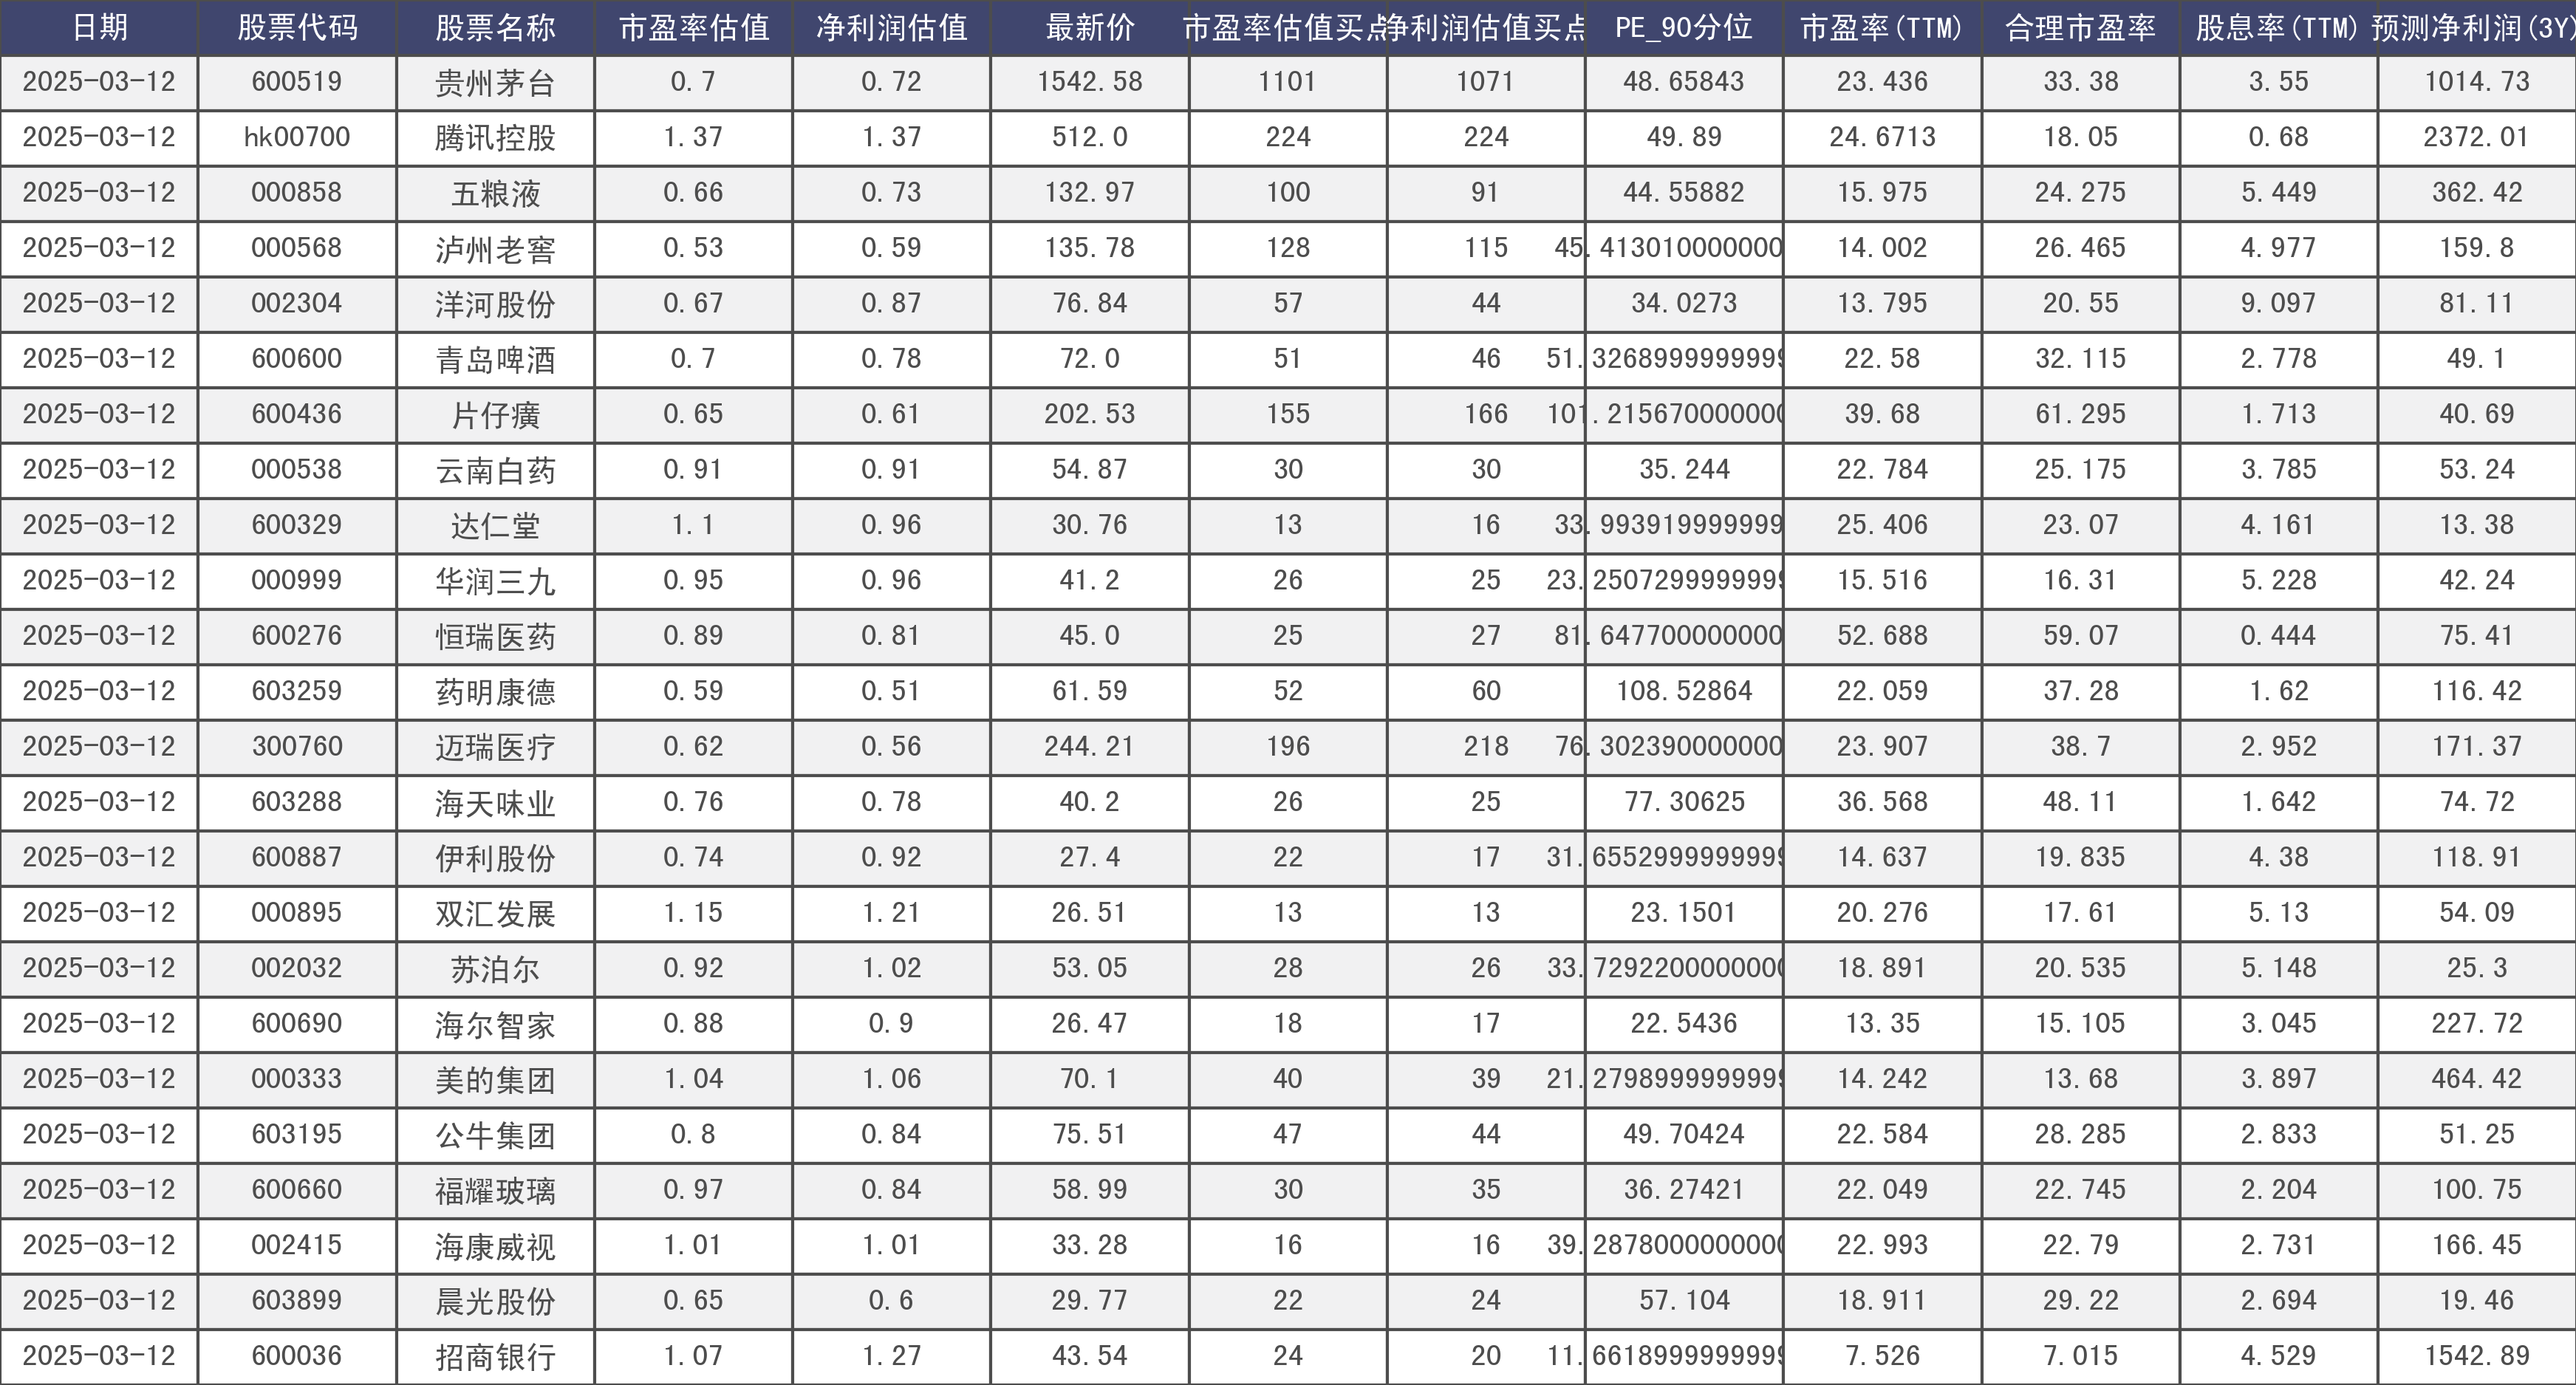 日期 股票代码 股票名称 市盈率估值 净利润估值 最新价 市盈率估值买点 净利润估值买点 PE_90分位 市盈率(TTM) 合理市盈率 股息率(TTM) 预测净利润(3Y)
2025-03-12 600519 贵州茅台 0.7 0.72 1542.58 1101 1071 48.65843 23.436 33.38 3.55 1014.73
2025-03-12 hk00700 腾讯控股 1.37 1.37 512.0 224 224 49.89 24.6713 18.05 0.68 2372.01
2025-03-12 000858 五粮液 0.66 0.73 132.97 100 91 44.55882 15.975 24.275 5.449 362.42
2025-03-12 000568 泸州老窖 0.53 0.59 135.78 128 115 45.413010000000 14.002 26.465 4.977 159.8
2025-03-12 002304 洋河股份 0.67 0.87 76.84 57 44 34.0273 13.795 20.55 9.097 81.11
2025-03-12 600600 青岛啤酒 0.7 0.78 72.0 51 46 51.3268999999999 22.58 32.115 2.778 49.1
2025-03-12 600436 片仔癀 0.65 0.61 202.53 155 166 101.215670000000 39.68 61.295 1.713 40.69
2025-03-12 000538 云南白药 0.91 0.91 54.87 30 30 35.244 22.784 25.175 3.785 53.24
2025-03-12 600329 达仁堂 1.1 0.96 30.76 13 16 33.993919999999 25.406 23.07 4.161 13.38
2025-03-12 000999 华润三九 0.95 0.96 41.2 26 25 23.2507299999999 15.516 16.31 5.228 42.24
2025-03-12 600276 恒瑞医药 0.89 0.81 45.0 25 27 81.647700000000 52.688 59.07 0.444 75.41
2025-03-12 603259 药明康德 0.59 0.51 61.59 52 60 108.52864 22.059 37.28 1.62 116.42
2025-03-12 300760 迈瑞医疗 0.62 0.56 244.21 196 218 76.302390000000 23.907 38.7 2.952 171.37
2025-03-12 603288 海天味业 0.76 0.78 40.2 26 25 77.30625 36.568 48.11 1.642 74.72
2025-03-12 600887 伊利股份 0.74 0.92 27.4 22 17 31.6552999999999 14.637 19.835 4.38 118.91
2025-03-12 000895 双汇发展 1.15 1.21 26.51 13 13 23.1501 20.276 17.61 5.13 54.09
2025-03-12 002032 苏泊尔 0.92 1.02 53.05 28 26 33.7292200000000 18.891 20.535 5.148 25.3
2025-03-12 600690 海尔智家 0.88 0.9 26.47 18 17 22.5436 13.35 15.105 3.045 227.72
2025-03-12 000333 美的集团 1.04 1.06 70.1 40 39 21.2798999999999 14.242 13.68 3.897 464.42
2025-03-12 603195 公牛集团 0.8 0.84 75.51 47 44 49.70424 22.584 28.285 2.833 51.25
2025-03-12 600660 福耀玻璃 0.97 0.84 58.99 30 35 36.27421 22.049 22.745 2.204 100.75
2025-03-12 002415 海康威视 1.01 1.01 33.28 16 16 39.2878000000000 22.993 22.79 2.731 166.45
2025-03-12 603899 晨光股份 0.65 0.6 29.77 22 24 57.104 18.911 29.22 2.694 19.46
2025-03-12 600036 招商银行 1.07 1.27 43.54 24 20 11.6618999999999 7.526 7.015 4.529 1542.89